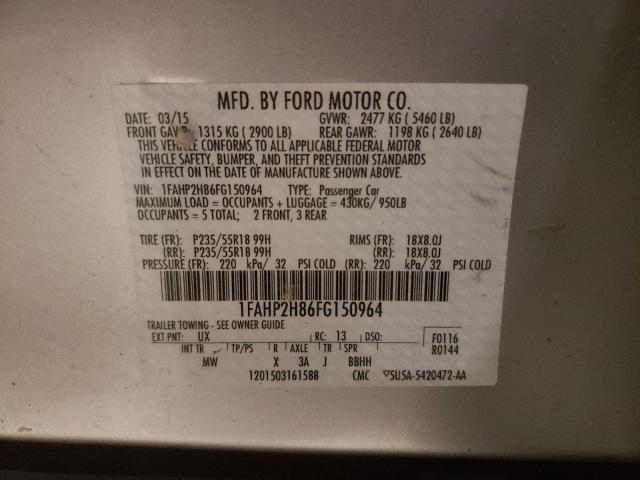 MFD. BY FORD MOTOR CO.
DATE: 03/15 GVWR: 2477 KG ( 5460 LB)
FRONT GAWR: 1315 KG ( 2900 LB) REAR GAWR: 1198 KG ( 2640 LB)
THIS VEHICLE CONFORMS TO ALL APPLICABLE FEDERAL MOTOR
VEHICLE SAFETY, BUMPER, AND THEFT PREVENTION STANDARDS
IN EFFECT ON THE DATE OF MANUFACTURE SHOWN ABOVE.
VIN: 1FAHP2H86FG150964 TYPE: Passenger Car
MAXIMUM LOAD = OCCUPANTS + LUGGAGE = 430KG/ 950LB
OCCUPANTS = 5 TOTAL; 2 FRONT, 3 REAR
TIRE (FR): P235/55R18 99H RIMS (FR): 18X8.0J
(RR): P235/55R18 99H (RR): 18X8.0J
PRESSURE (FR): 220 kPa/ 32 PSI COLD (RR): 220 kPa/ 32 PSI COLD
1FAHP2H86FG150964
TRAILER TOWING - SEE OWNER GUIDE
EXT PNT: UX RC: 13 DSO: F0116
INT TR TP/PS R AXLE TR SPR R0144
MW X 3A J BBHH
1201503161588 CMC ▽5U5A-5420472-AA